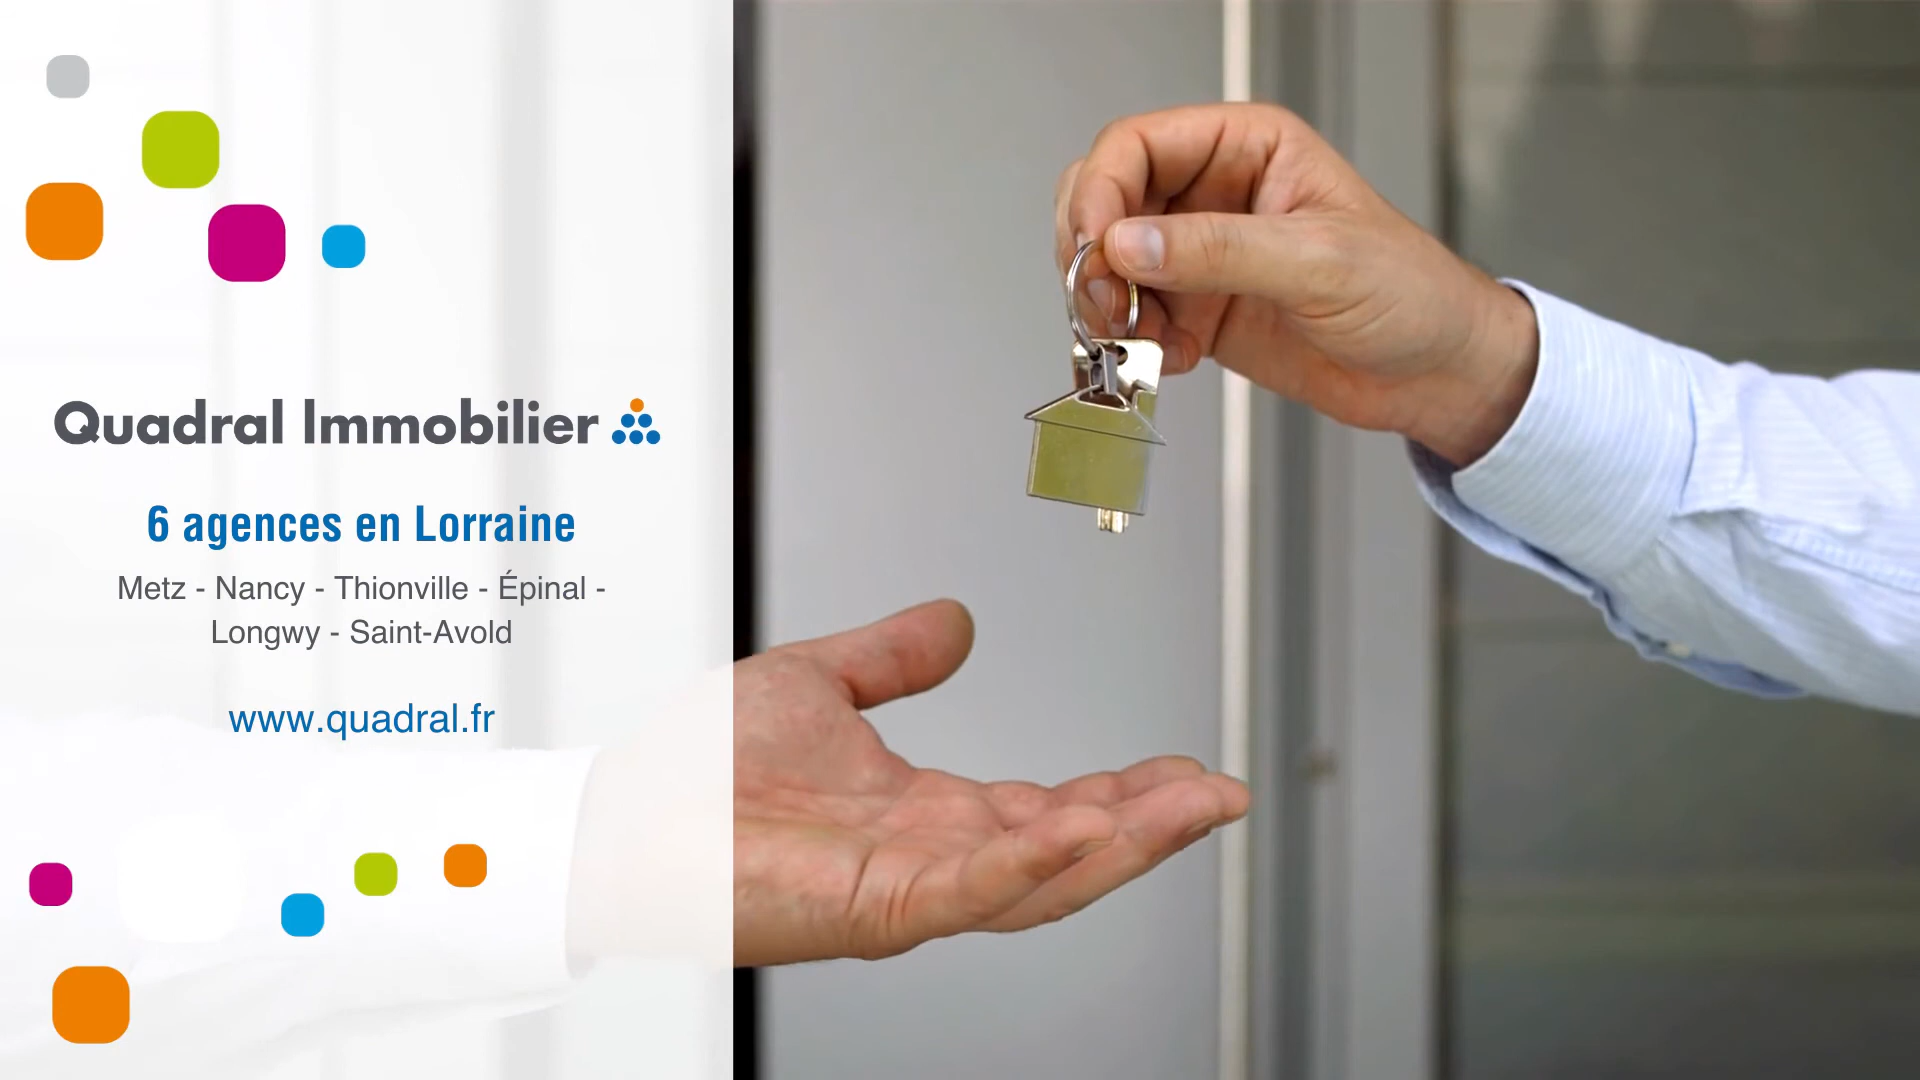 Quadral Immobilier
6 agences en Lorraine
Metz - Nancy - Thionville - Épinal -
Longwy - Saint-Avold
www.quadral.fr